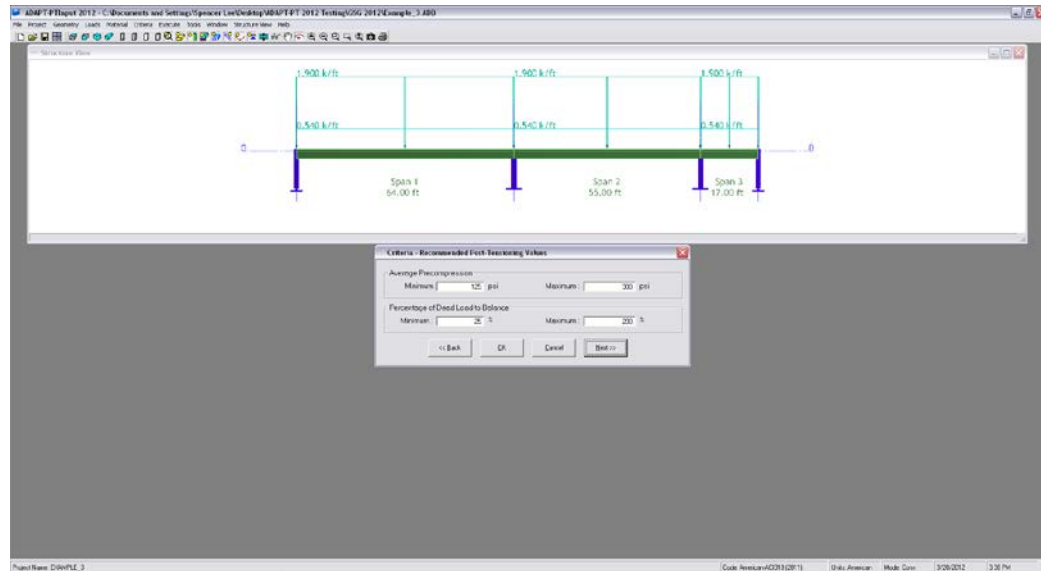 ADAPT-PTInput 2012 - C:\Documents and Settings\Spencer Lee\Desktop\ADAPT-PT 2012 Testing\GSG 2012\Example_3.ADB
File Project Geometry Loads Material Criteria Execute Tools Window Structure View Help
Structure View
1.900 k/ft 1.900 k/ft 1.900 k/ft
0.540 k/ft 0.540 k/ft 0.540 k/ft
0 0
Span 1 Span 2 Span 3
64.00 ft 55.00 ft 17.00 ft
Criteria - Recommended Post-Tensioning Values
Average Precompression
Minimum: 125 psi Maximum: 300 psi
Percentage of Dead Load to Balance
Minimum: 25 % Maximum: 200 %
<< Back OK Cancel Next >>
Project Name: EXAMPLE_3 Code: American-ACI318 (2011) Units: American Mode: Conv 3/28/2012 3:30 PM